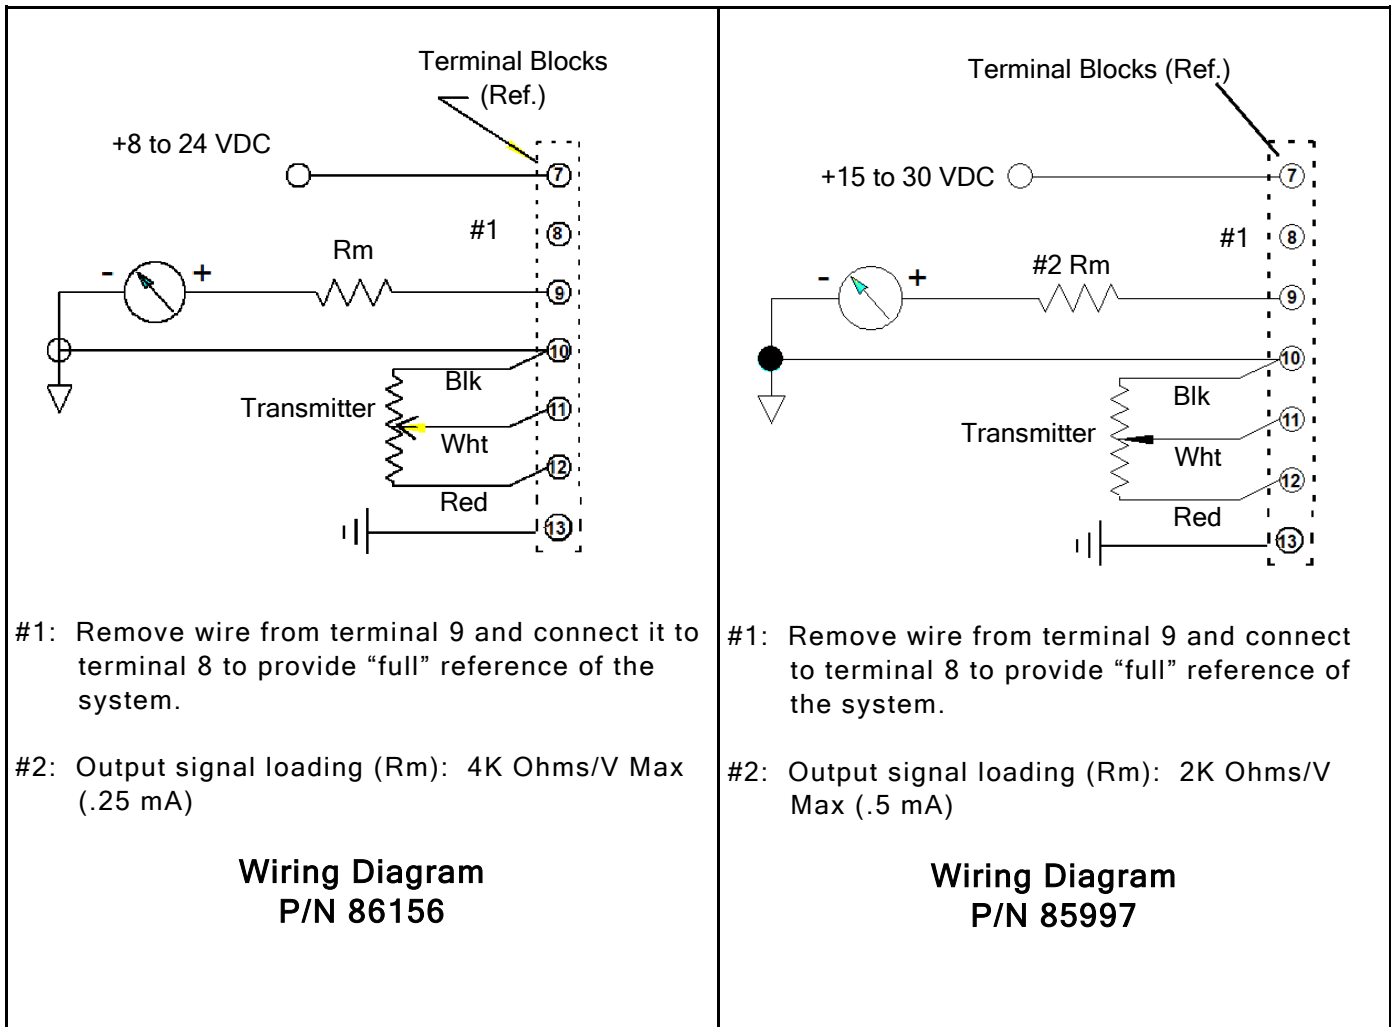 Terminal Blocks
(Ref.)
+8 to 24 VDC
7
#1
8
Rm
-
+
9
10
Blk
Transmitter
11
Wht
12
Red
13
#1: Remove wire from terminal 9 and connect it to
terminal 8 to provide “full” reference of the
system.
#2: Output signal loading (Rm): 4K Ohms/V Max
(.25 mA)
Wiring Diagram
P/N 86156
Terminal Blocks (Ref.)
+15 to 30 VDC
7
#1
8
#2 Rm
-
+
9
10
Blk
Transmitter
11
Wht
12
Red
13
#1: Remove wire from terminal 9 and connect
to terminal 8 to provide “full” reference of
the system.
#2: Output signal loading (Rm): 2K Ohms/V
Max (.5 mA)
Wiring Diagram
P/N 85997